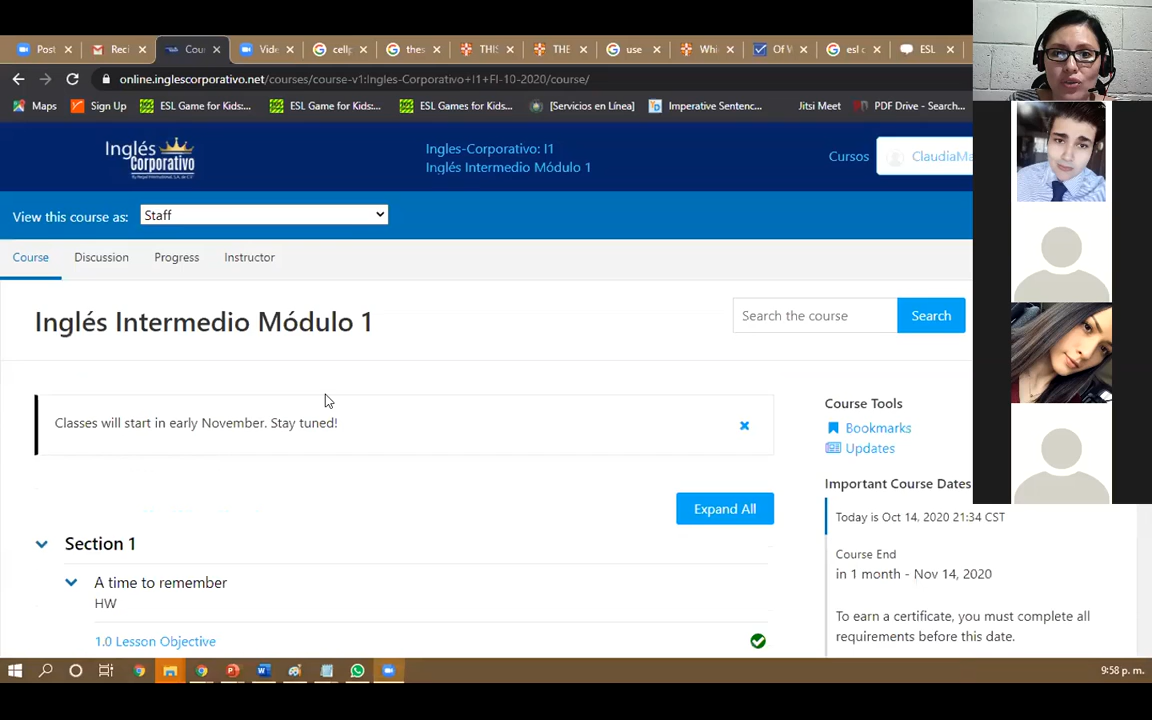 Post
Reci
Cou
Vide
cellp
thes
THIS
THE
use
Whi
Of W
esl c
ESL
online.inglescorporativo.net/courses/course-v1:Ingles-Corporativo+I1+FI-10-2020/course/
Maps
Sign Up
ESL Game for Kids:...
ESL Game for Kids:...
ESL Games for Kids:...
[Servicios en Línea]
Imperative Sentenc...
Jitsi Meet
PDF Drive - Search...
Inglés
Corporativo
Ingles-Corporativo: I1
Inglés Intermedio Módulo 1
Cursos
ClaudiaMa
View this course as:
Staff
Course
Discussion
Progress
Instructor
Inglés Intermedio Módulo 1
Search the course
Search
Classes will start in early November. Stay tuned!
Course Tools
Bookmarks
Updates
Expand All
Important Course Dates
Today is Oct 14, 2020 21:34 CST
Course End
in 1 month - Nov 14, 2020
To earn a certificate, you must complete all
requirements before this date.
Section 1
A time to remember
HW
1.0 Lesson Objective
9:58 p. m.